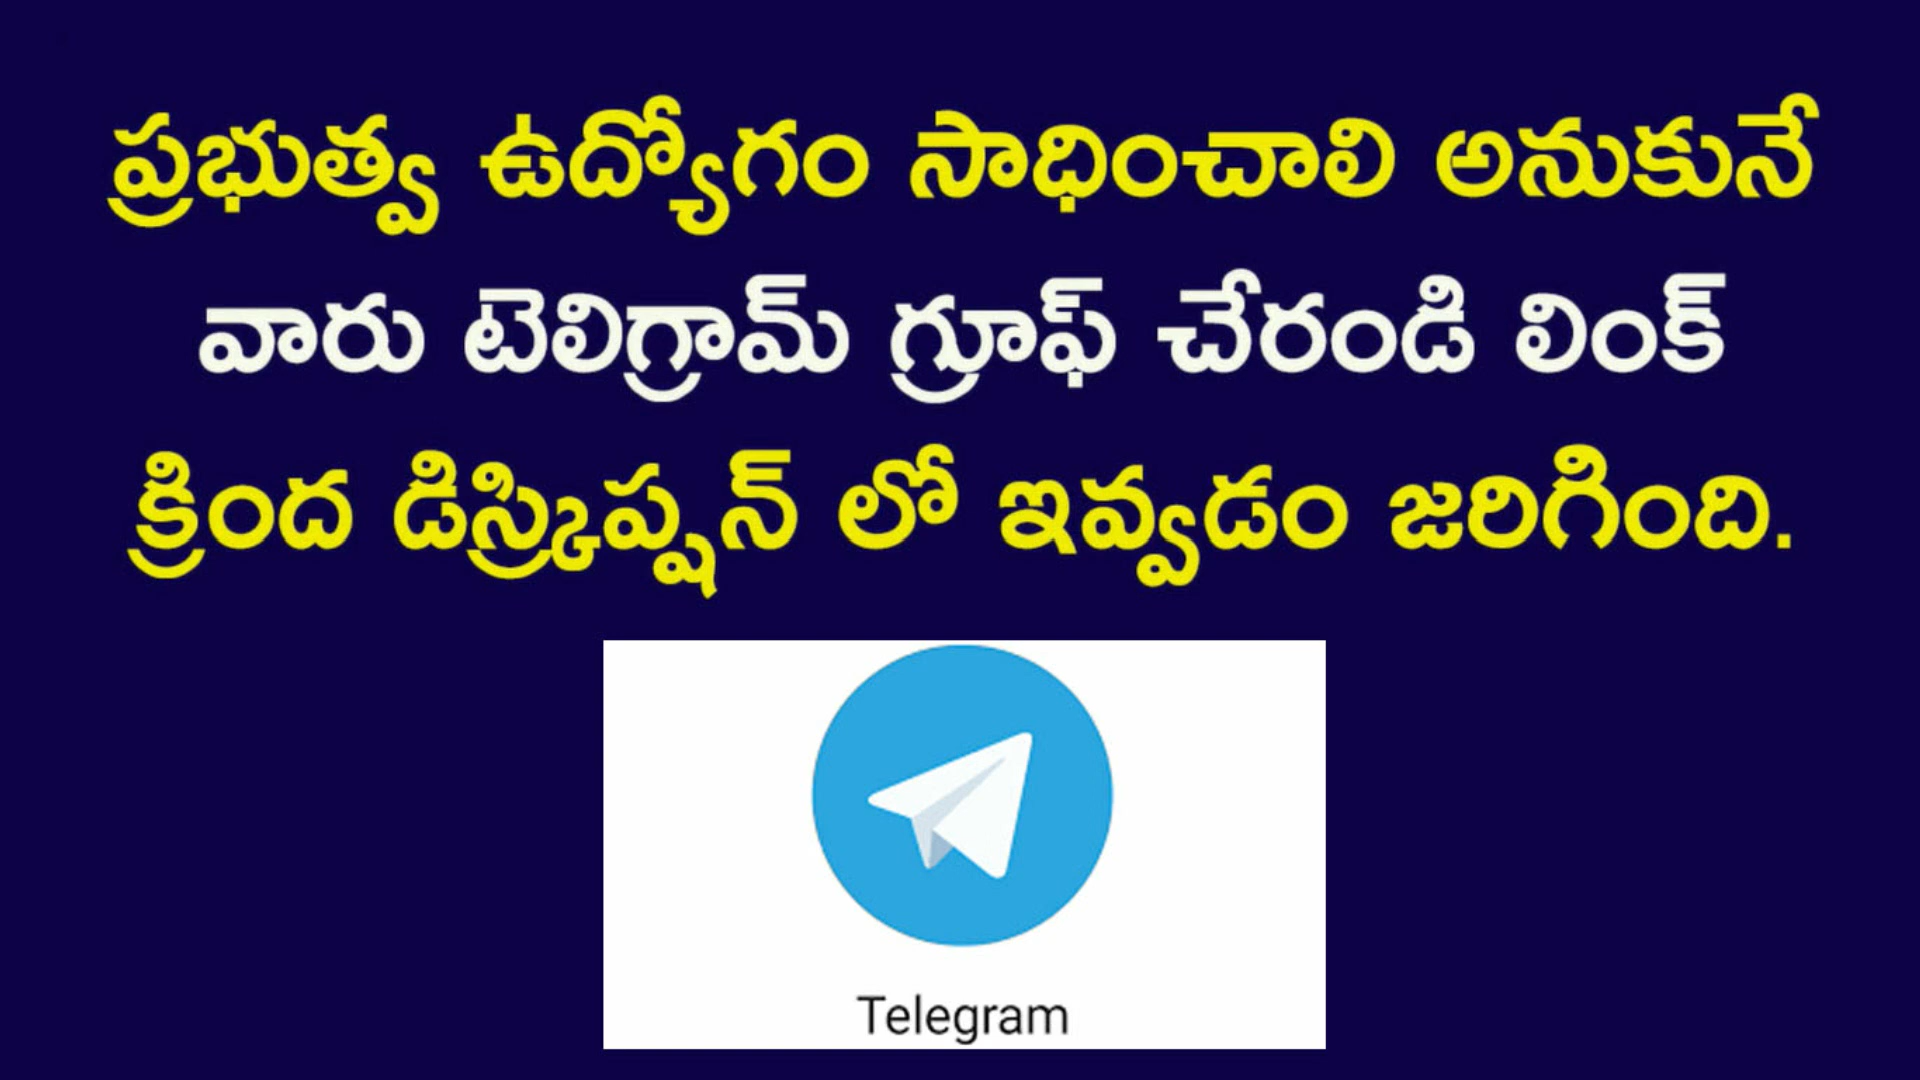 ప్రభుత్వ ఉద్యోగం సాధించాలి అనుకునే
వారు టెలిగ్రామ్ గ్రూఫ్ చేరండి లింక్
క్రింద డిస్క్రిప్షన్ లో ఇవ్వడం జరిగింది.
Telegram